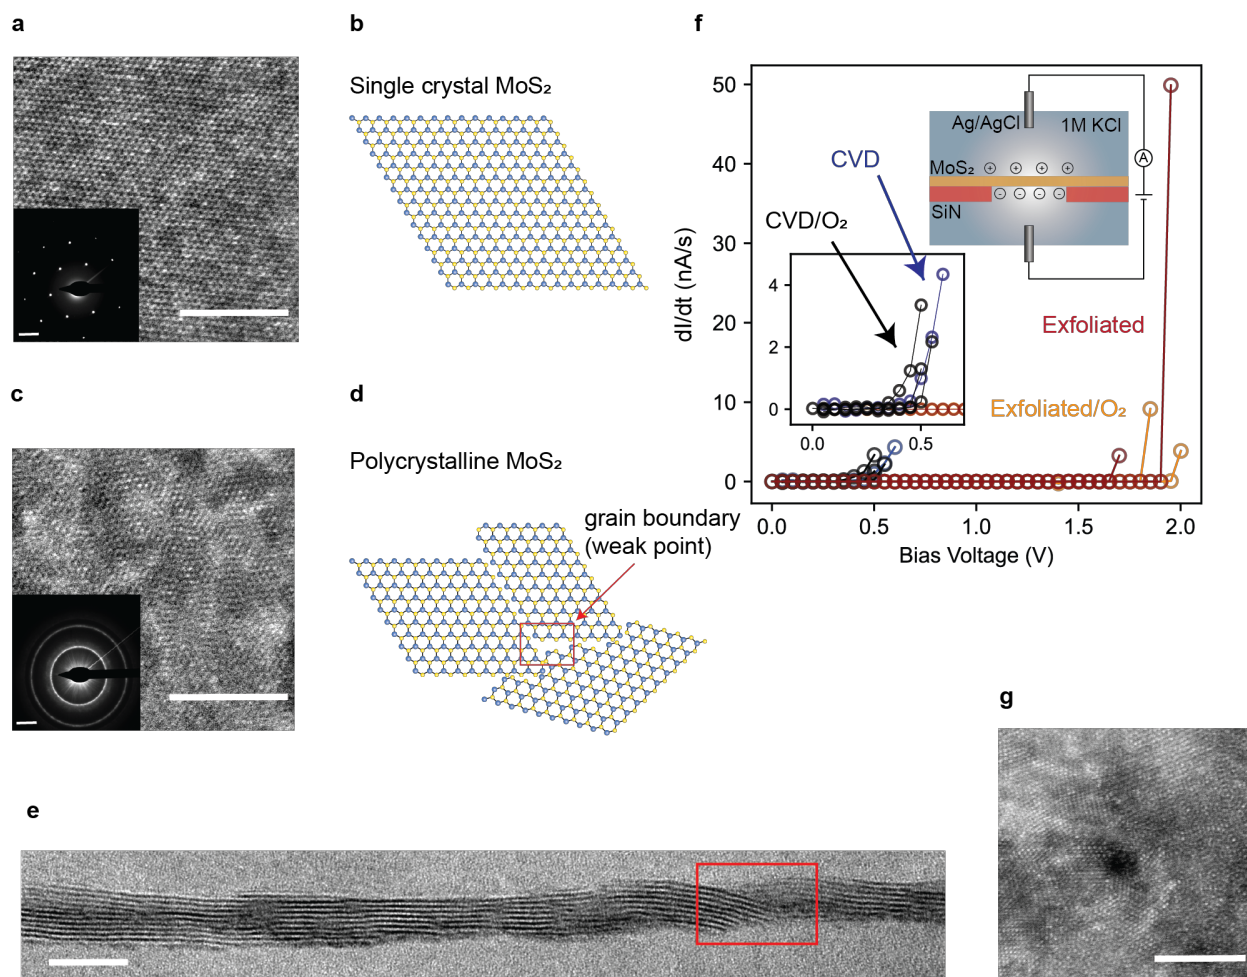 a
b
Single crystal MoS₂
c
d
Polycrystalline MoS₂
grain boundary
(weak point)
e
f
dI/dt (nA/s)
50
40
30
20
10
0
0.0
0.5
1.0
1.5
2.0
Bias Voltage (V)
CVD
CVD/O₂
4
2
0
0.0
0.5
Ag/AgCl
1M KCl
A
MoS₂
+ + + +
- - - -
SiN
Exfoliated
Exfoliated/O₂
g